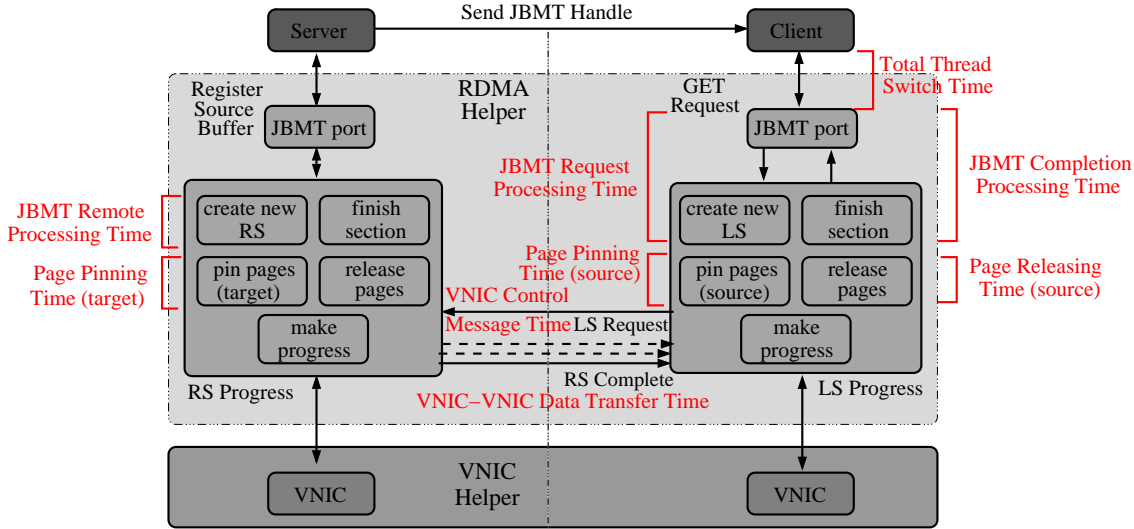 Send JBMT Handle
Server
Client
Total Thread
Switch Time
Register
Source
Buffer
RDMA
Helper
GET
Request
JBMT port
JBMT port
JBMT Request
Processing Time
JBMT Completion
Processing Time
JBMT Remote
Processing Time
create new
RS
finish
section
create new
LS
finish
section
Page Pinning
Time (target)
pin pages
(target)
release
pages
Page Pinning
Time (source)
pin pages
(source)
release
pages
Page Releasing
Time (source)
VNIC Control
Message Time
LS Request
make
progress
make
progress
RS Complete
RS Progress
VNIC−VNIC Data Transfer Time
LS Progress
VNIC
Helper
VNIC
VNIC